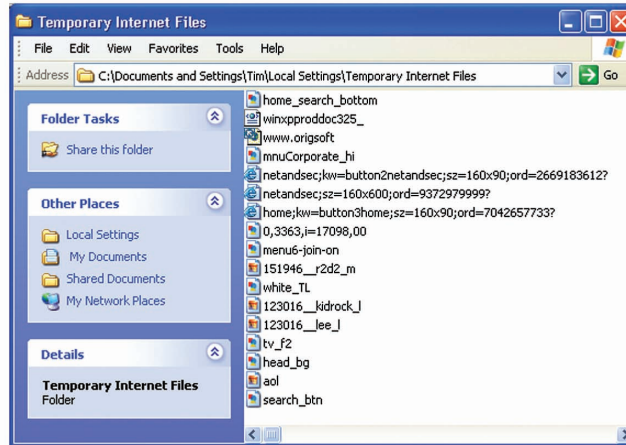 Temporary Internet Files
File Edit View Favorites Tools Help
Address C:\Documents and Settings\Tim\Local Settings\Temporary Internet Files Go
Folder Tasks
Share this folder
Other Places
Local Settings
My Documents
Shared Documents
My Network Places
Details
Temporary Internet Files
Folder
home_search_bottom
winxpproddoc325_
www.origsoft
mnuCorporate_hi
netandsec;kw=button2netandsec;sz=160x90;ord=2669183612?
netandsec;sz=160x600;ord=9372979999?
home;kw=button3home;sz=160x90;ord=7042657733?
0,3363,i=17098,00
menu6-join-on
151946__r2d2_m
white_TL
123016__kidrock_l
123016__lee_l
tv_f2
head_bg
aol
search_btn